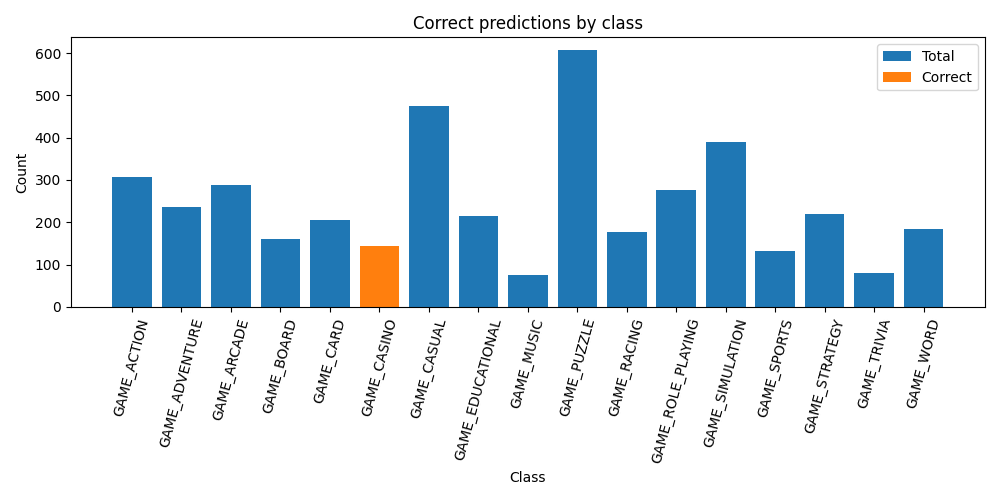 Correct predictions by class
Total
Correct
Count
600
500
400
300
200
100
0
GAME_ACTION
GAME_ADVENTURE
GAME_ARCADE
GAME_BOARD
GAME_CARD
GAME_CASINO
GAME_CASUAL
GAME_EDUCATIONAL
GAME_MUSIC
GAME_PUZZLE
GAME_RACING
GAME_ROLE_PLAYING
GAME_SIMULATION
GAME_SPORTS
GAME_STRATEGY
GAME_TRIVIA
GAME_WORD
Class